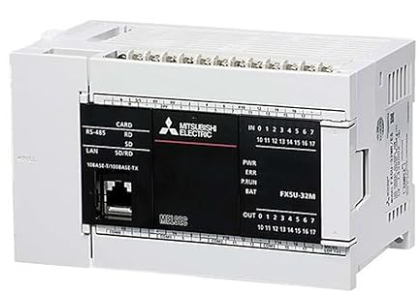 CARD
RS-485 RD
SD
LAN SD/RD
10BASE-T/100BASE-TX
MITSUBISHI
ELECTRIC
IN 0 1 2 3 4 5 6 7
10 11 12 13 14 15 16 17
PWR
ERR
P.RUN
BAT
FX5U-32M
MELSEC
OUT 0 1 2 3 4 5 6 7
10 11 12 13 14 15 16 17